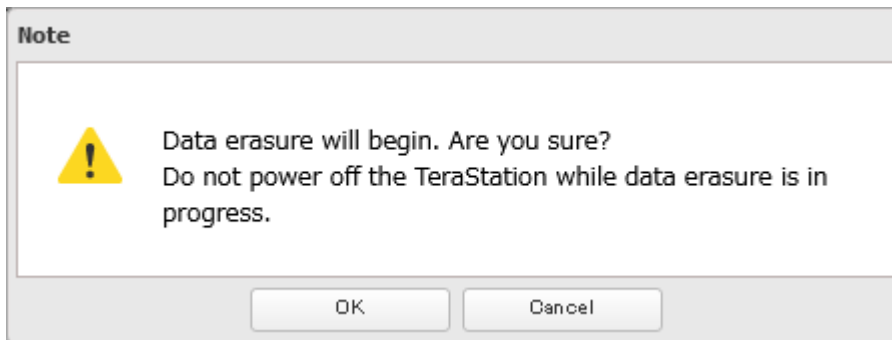 Note
Data erasure will begin. Are you sure?
Do not power off the TeraStation while data erasure is in
progress.
OK
Cancel